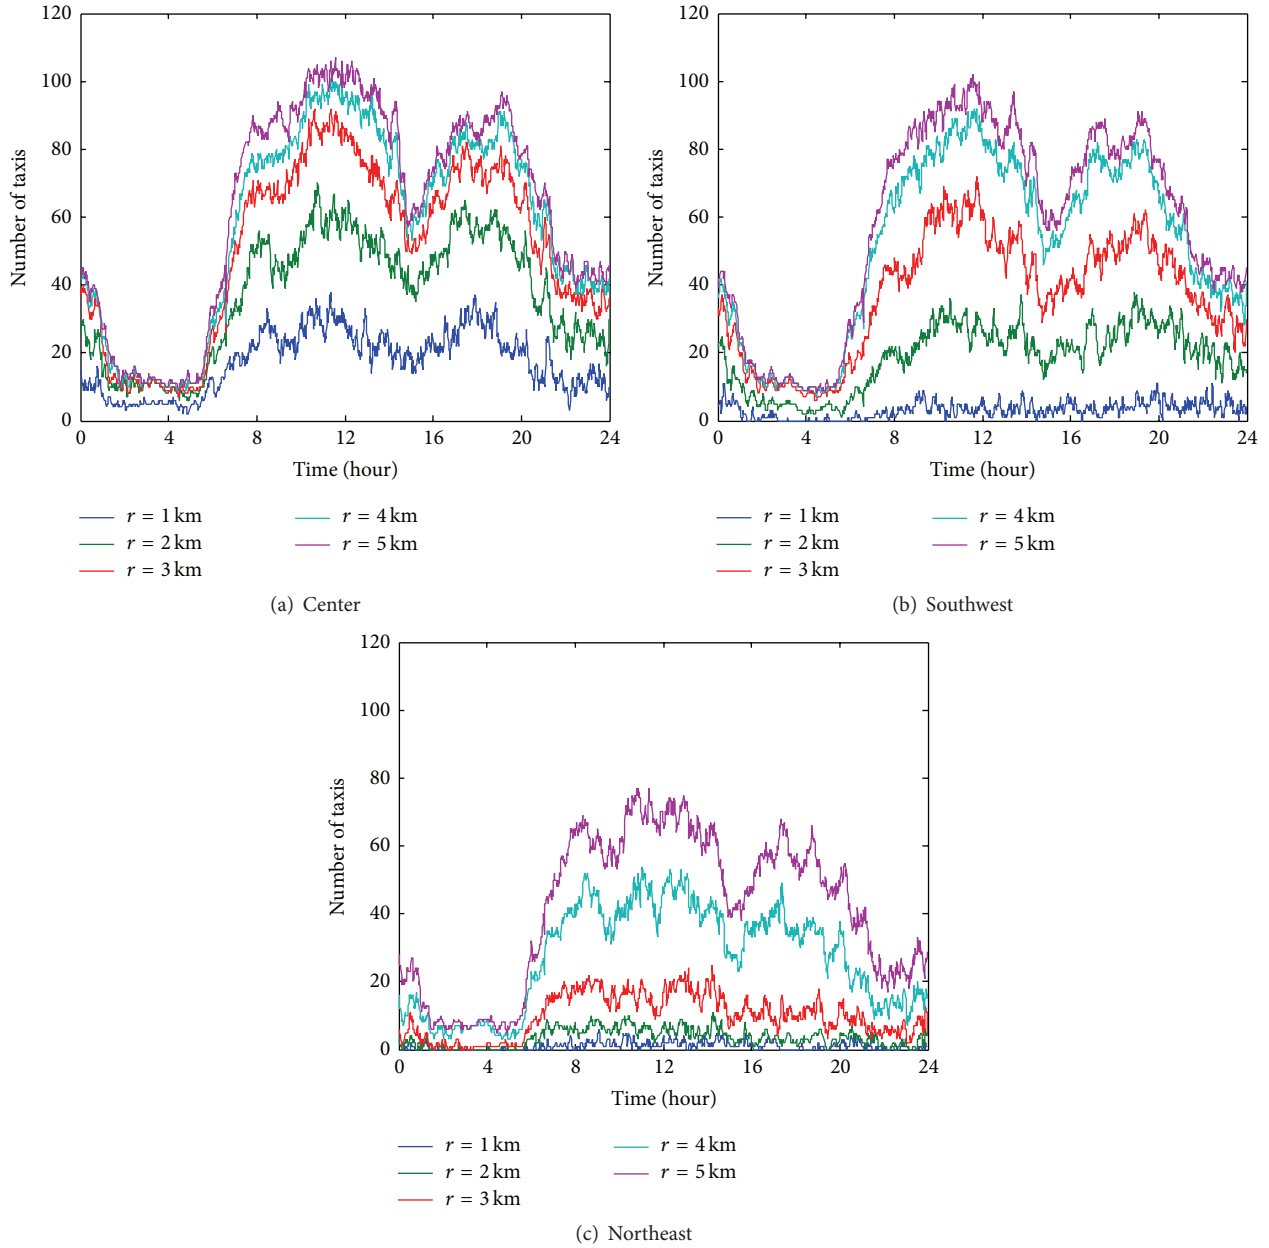 120
100
80
60
40
20
0
Number of taxis
0 4 8 12 16 20 24
Time (hour)
r = 1 km
r = 2 km
r = 3 km
r = 4 km
r = 5 km
(a) Center
120
100
80
60
40
20
0
Number of taxis
0 4 8 12 16 20 24
Time (hour)
r = 1 km
r = 2 km
r = 3 km
r = 4 km
r = 5 km
(b) Southwest
120
100
80
60
40
20
0
Number of taxis
0 4 8 12 16 20 24
Time (hour)
r = 1 km
r = 2 km
r = 3 km
r = 4 km
r = 5 km
(c) Northeast